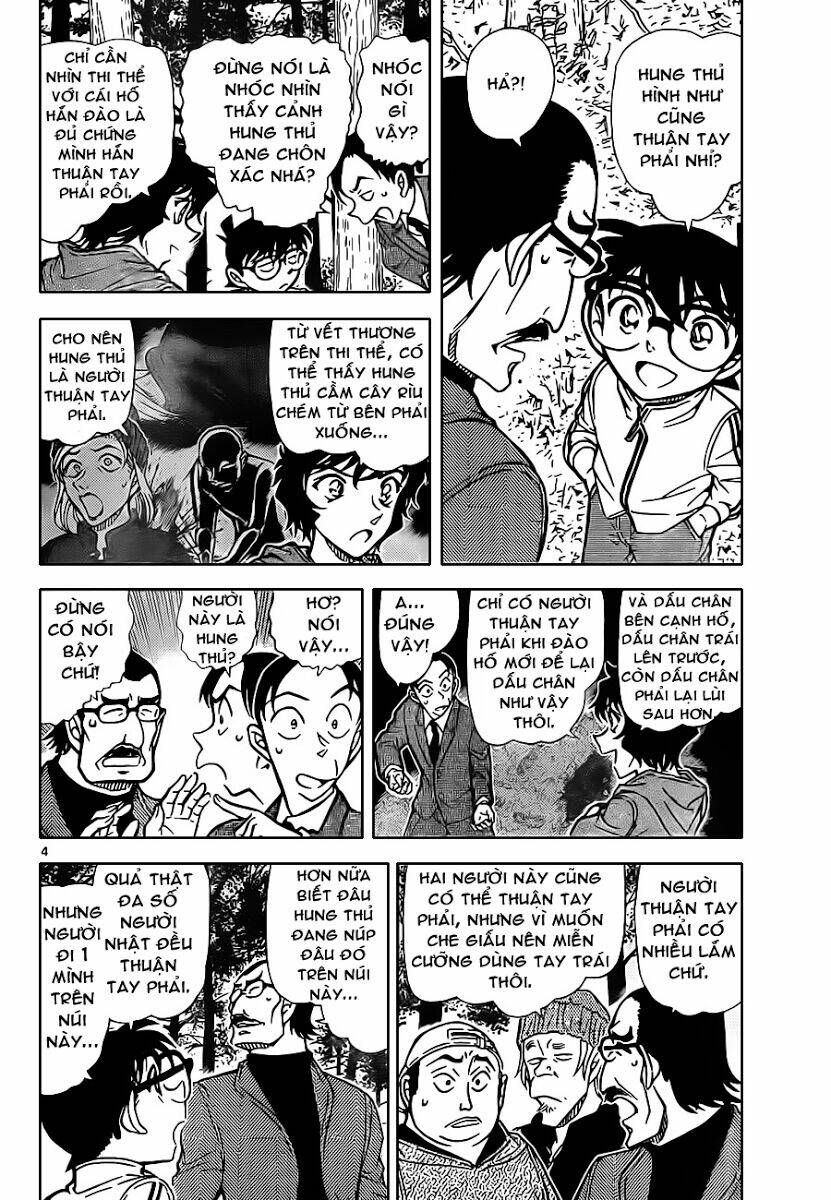 HUNG THỦ
HÌNH NHƯ
CŨNG
THUẬN TAY
PHẢI NHỈ?
HẢ?!
NHÓC
NÓI
GÌ
VẬY?
ĐỪNG NÓI LÀ
NHÓC NHÌN
THẤY CẢNH
HUNG THỦ
ĐANG CHÔN
XÁC NHÁ?
CHỈ CẦN
NHÌN THI THỂ
VỚI CÁI HỐ
HẮN ĐÀO LÀ
ĐỦ CHỨNG
MINH HẮN
THUẬN TAY
PHẢI RỒI.
TỪ VẾT THƯƠNG
TRÊN THI THỂ, CÓ
THỂ THẤY HUNG
THỦ CẦM CÂY RÌU
CHÉM TỪ BÊN PHẢI
XUỐNG...
CHO NÊN
HUNG THỦ
LÀ NGƯỜI
THUẬN TAY
PHẢI.
VÀ DẤU CHÂN
BÊN CẠNH HỐ,
DẤU CHÂN TRÁI
LÊN TRƯỚC,
CÒN DẤU CHÂN
PHẢI LẠI LÙI
SAU HƠN.
CHỈ CÓ NGƯỜI
THUẬN TAY
PHẢI KHI ĐÀO
HỐ MỚI ĐỂ LẠI
DẤU CHÂN
NHƯ VẬY
THÔI.
A...
ĐÚNG
VẬY!
HƠ?
NÓI
VẬY...
NGƯỜI
NÀY LÀ
HUNG
THỦ?
ĐỪNG
CÓ NÓI
BẬY
CHỨ!
4
NGƯỜI
THUẬN TAY
PHẢI CÓ
NHIỀU LẮM
CHỨ.
HAI NGƯỜI NÀY CŨNG
CÓ THỂ THUẬN TAY
PHẢI, NHƯNG VÌ MUỐN
CHE GIẤU NÊN MIỄN
CƯỠNG DÙNG TAY TRÁI
THÔI.
HƠN NỮA
BIẾT ĐÂU
HUNG THỦ
ĐANG NÚP
ĐÂU ĐÓ
TRÊN NÚI
NÀY...
QUẢ THẬT
ĐA SỐ
NGƯỜI
NHẬT ĐỀU
THUẬN
TAY PHẢI.
NHƯNG
NGƯỜI
ĐI 1
MÌNH
TRÊN
NÚI
NÀY...